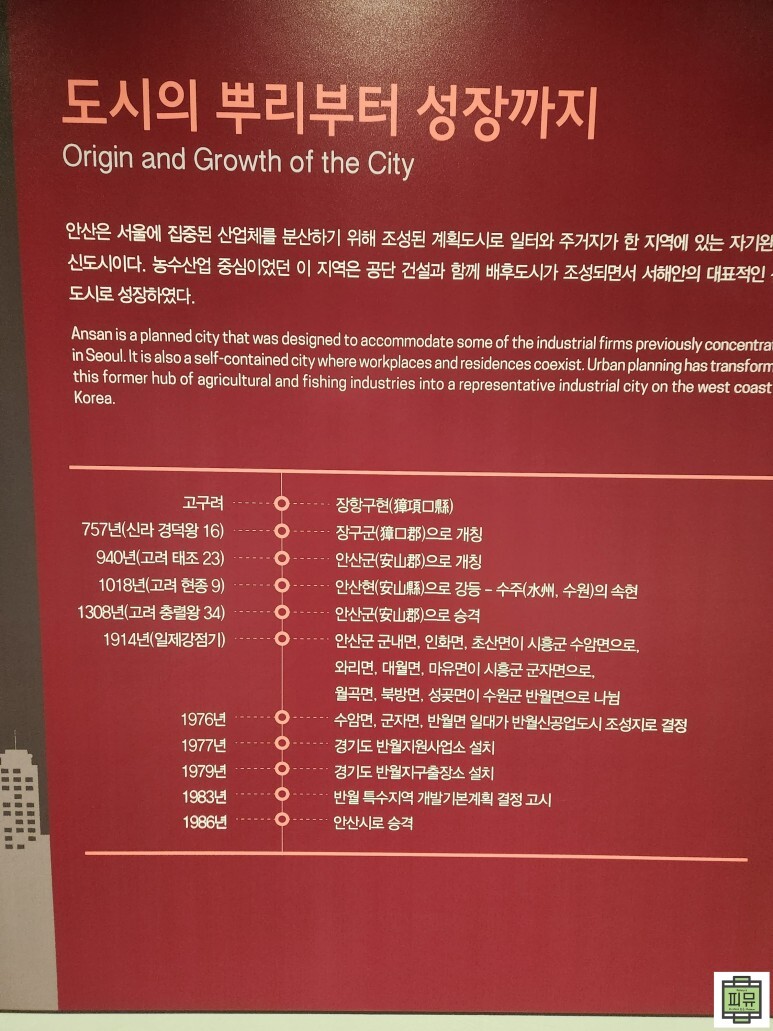 도시의 뿌리부터 성장까지
Origin and Growth of the City
안산은 서울에 집중된 산업체를 분산하기 위해 조성된 계획도시로 일터와 주거지가 한 지역에 있는 자기완
신도시이다. 농수산업 중심이었던 이 지역은 공단 건설과 함께 배후도시가 조성되면서 서해안의 대표적인
도시로 성장하였다.
Ansan is a planned city that was designed to accommodate some of the industrial firms previously concentra
in Seoul. It is also a self-contained city where workplaces and residences coexist. Urban planning has transform
this former hub of agricultural and fishing industries into a representative industrial city on the west coast
Korea.
고구려 장항구현(獐項口縣)
757년(신라 경덕왕 16) 장구군(獐口郡)으로 개칭
940년(고려 태조 23) 안산군(安山郡)으로 개칭
1018년(고려 현종 9) 안산현(安山縣)으로 강등 – 수주(水州, 수원)의 속현
1308년(고려 충렬왕 34) 안산군(安山郡)으로 승격
1914년(일제강점기) 안산군 군내면, 인화면, 초산면이 시흥군 수암면으로,
와리면, 대월면, 마유면이 시흥군 군자면으로,
월곡면, 북방면, 성곶면이 수원군 반월면으로 나뉨
1976년 수암면, 군자면, 반월면 일대가 반월신공업도시 조성지로 결정
1977년 경기도 반월지원사업소 설치
1979년 경기도 반월지구출장소 설치
1983년 반월 특수지역 개발기본계획 결정 고시
1986년 안산시로 승격
피뮤